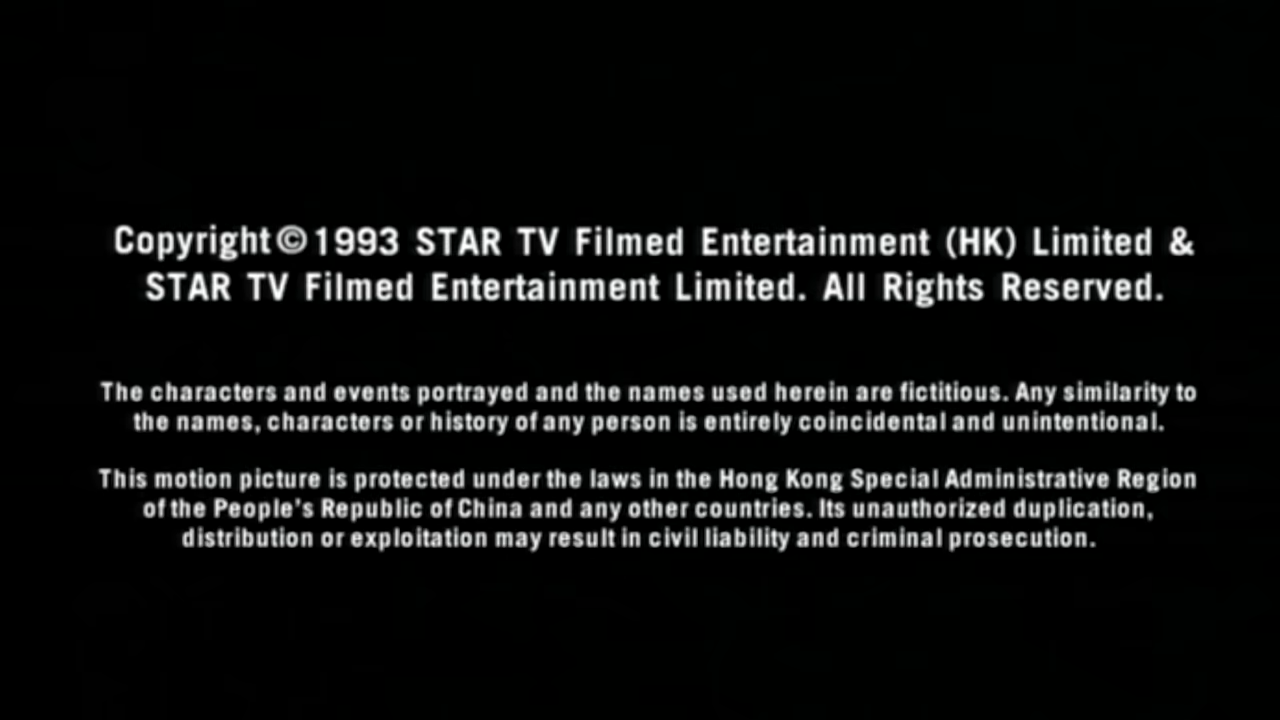 Copyright©1993 STAR TV Filmed Entertainment (HK) Limited &
STAR TV Filmed Entertainment Limited. All Rights Reserved.
The characters and events portrayed and the names used herein are fictitious. Any similarity to
the names, characters or history of any person is entirely coincidental and unintentional.
This motion picture is protected under the laws in the Hong Kong Special Administrative Region
of the People's Republic of China and any other countries. Its unauthorized duplication,
distribution or exploitation may result in civil liability and criminal prosecution.